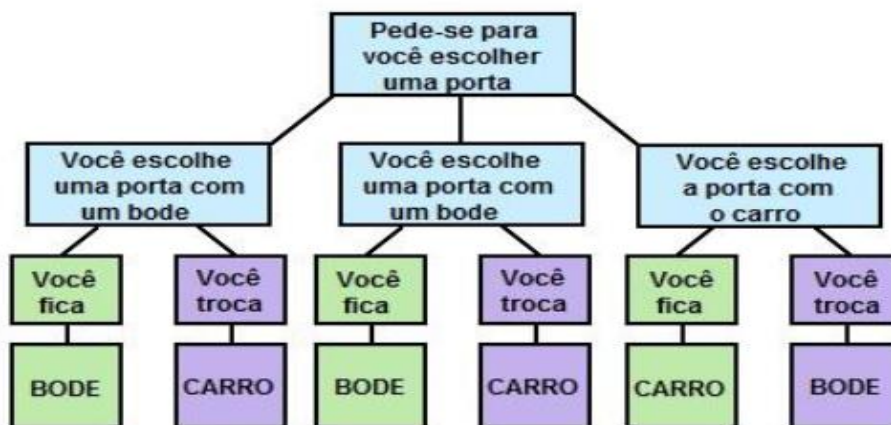 Pede-se para
você escolher
uma porta
Você escolhe
uma porta com
um bode
Você escolhe
uma porta com
um bode
Você escolhe
a porta com
o carro
Você
fica
Você
troca
Você
fica
Você
troca
Você
fica
Você
troca
BODE
CARRO
BODE
CARRO
CARRO
BODE